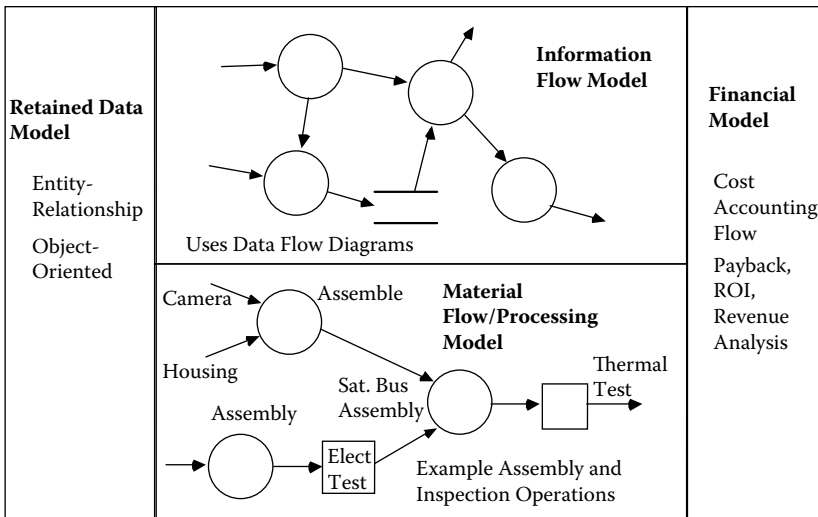 Retained Data
Model
Entity-
Relationship
Object-
Oriented
Information
Flow Model
Uses Data Flow Diagrams
Camera
Assemble
Housing
Material
Flow/Processing
Model
Sat. Bus
Assembly
Thermal
Test
Assembly
Elect
Test
Example Assembly and
Inspection Operations
Financial
Model
Cost
Accounting
Flow
Payback,
ROI,
Revenue
Analysis